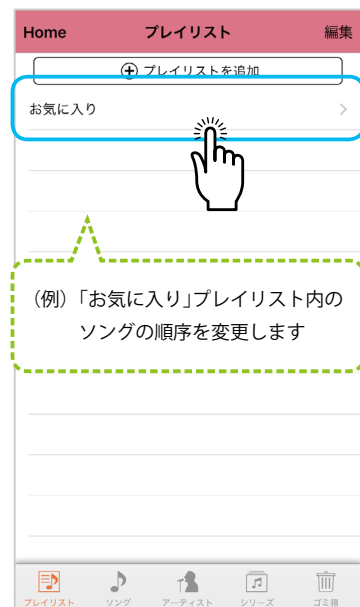 Home プレイリスト 編集
プレイリストを追加
お気に入り
(例)「お気に入り」プレイリスト内の
ソングの順序を変更します
プレイリスト ソング アーティスト シリーズ ゴミ箱